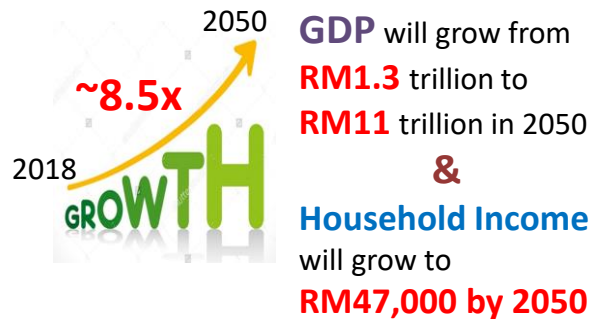 2050
~8.5x
2018
GROWTH
GDP will grow from
RM1.3 trillion to
RM11 trillion in 2050
&
Household Income
will grow to
RM47,000 by 2050